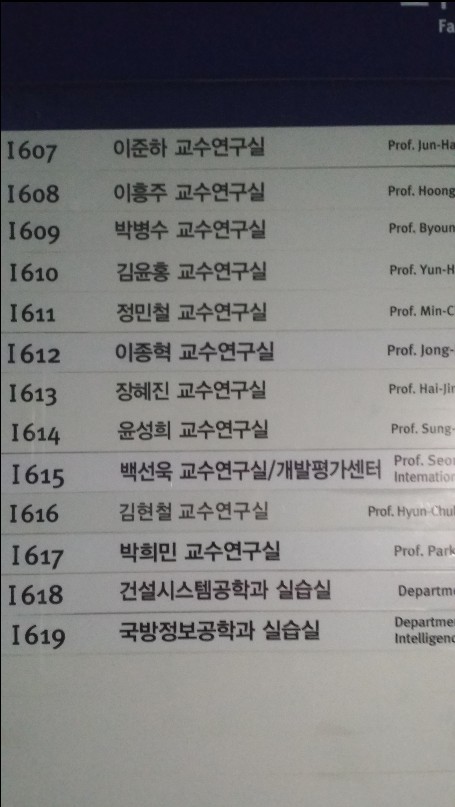 Fa
I607 이준하 교수연구실 Prof. Jun-Ha
I608 이흥주 교수연구실 Prof. Hoong
I609 박병수 교수연구실 Prof. Byoun
I610 김윤홍 교수연구실 Prof. Yun-H
I611 정민철 교수연구실 Prof. Min-C
I612 이종혁 교수연구실 Prof. Jong-
I613 장혜진 교수연구실 Prof. Hai-Jin
I614 윤성희 교수연구실 Prof. Sung-
I615 백선욱 교수연구실/개발평가센터 Prof. Seo
Internation
I616 김현철 교수연구실 Prof. Hyun-Chul
I617 박희민 교수연구실 Prof. Park
I618 건설시스템공학과 실습실 Departme
I619 국방정보공학과 실습실 Departme
Intelligenc